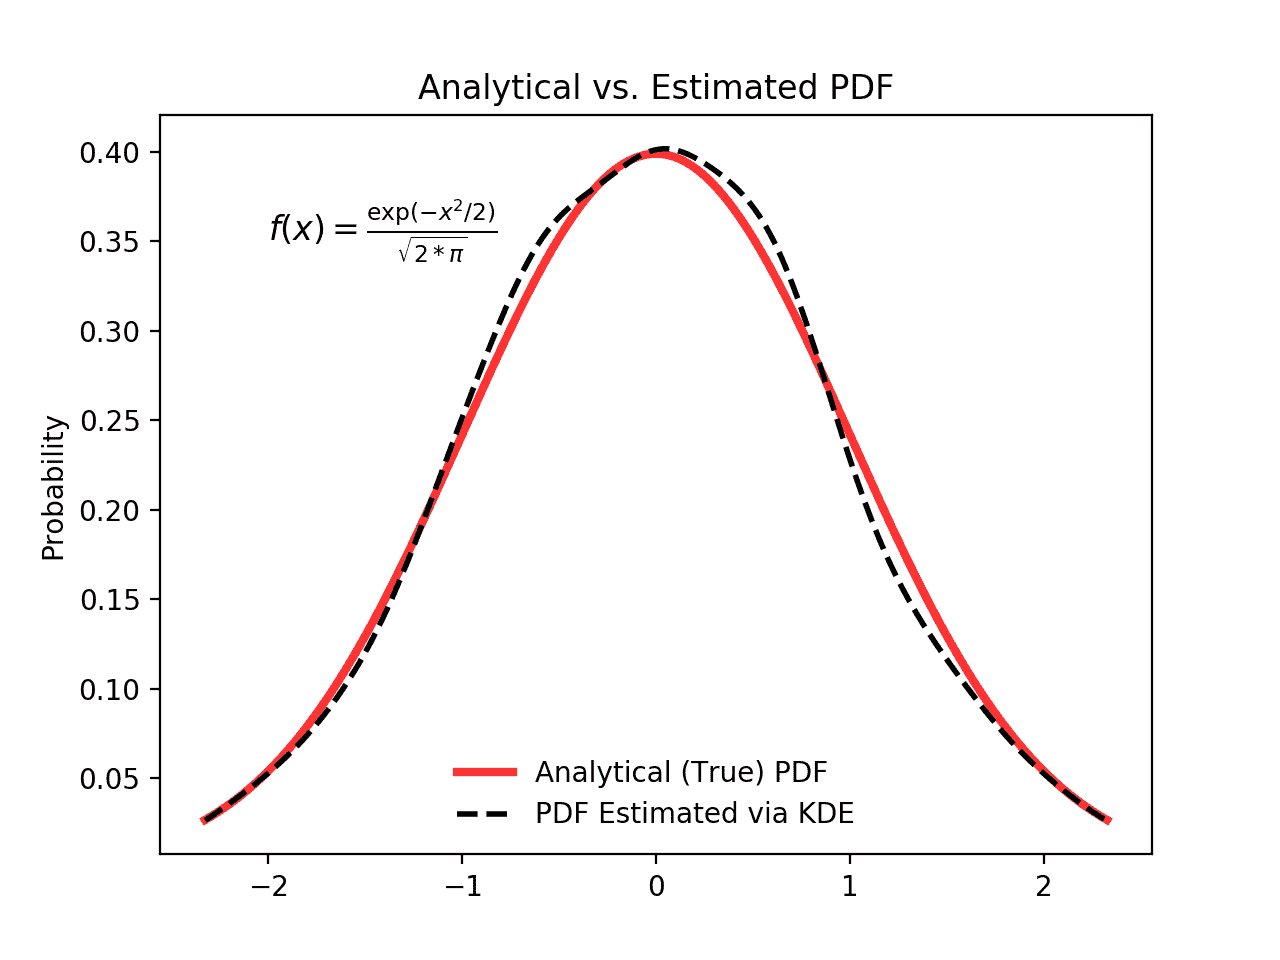 Analytical vs. Estimated PDF
0.40
0.35
0.30
0.25
0.20
0.15
0.10
0.05
Probability
f(x) = exp(−x²/2) / √2 * π
Analytical (True) PDF
PDF Estimated via KDE
−2 −1 0 1 2